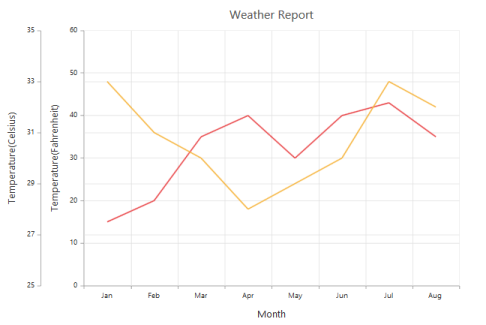 Weather Report
Temperature(Celsius)
35
33
31
29
27
25
Temperature(Fahrenheit)
60
50
40
30
20
10
0
Jan Feb Mar Apr May Jun Jul Aug
Month